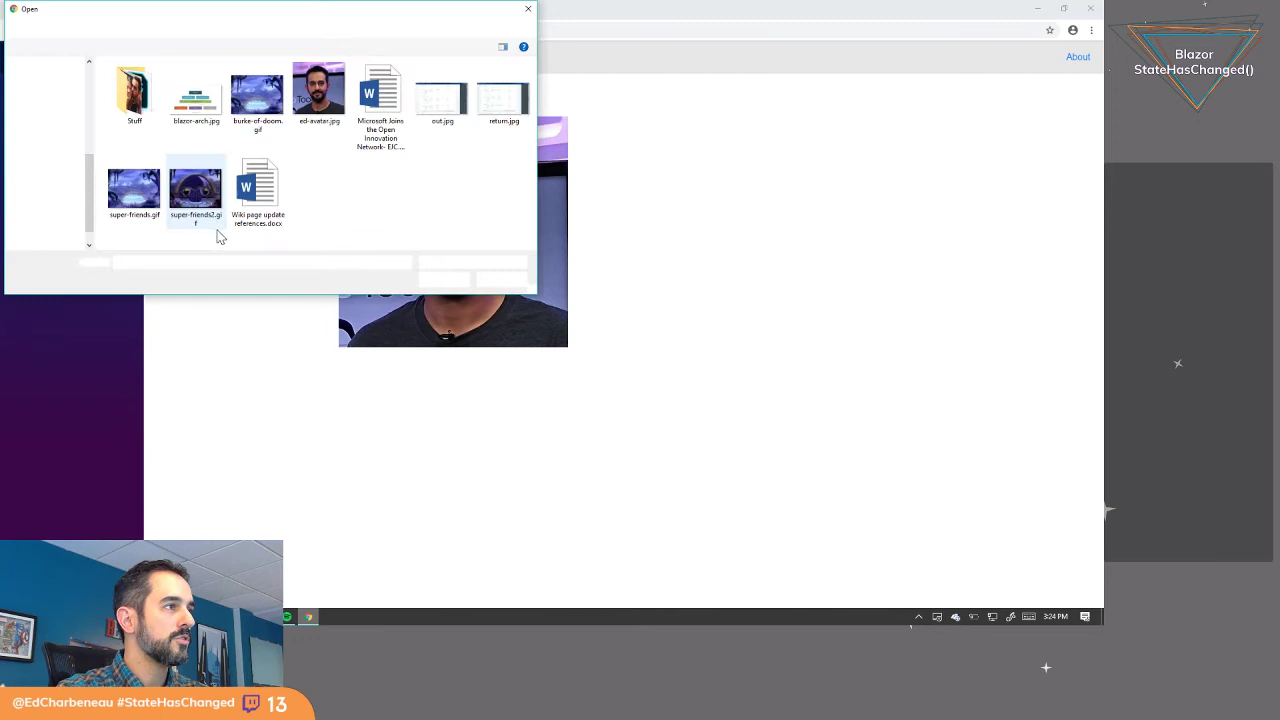 Open
?
About
Blazor
StateHasChanged()
Stuff
blazor-arch.jpg
burke-of-doom.
gif
ed-avatar.jpg
Microsoft Joins
the Open
Innovation
Network- EJC....
out.jpg
return.jpg
super-friends.gif
super-friends2.gi
f
Wiki page update
references.docx
3:24 PM
@EdCharbeneau #StateHasChanged 13